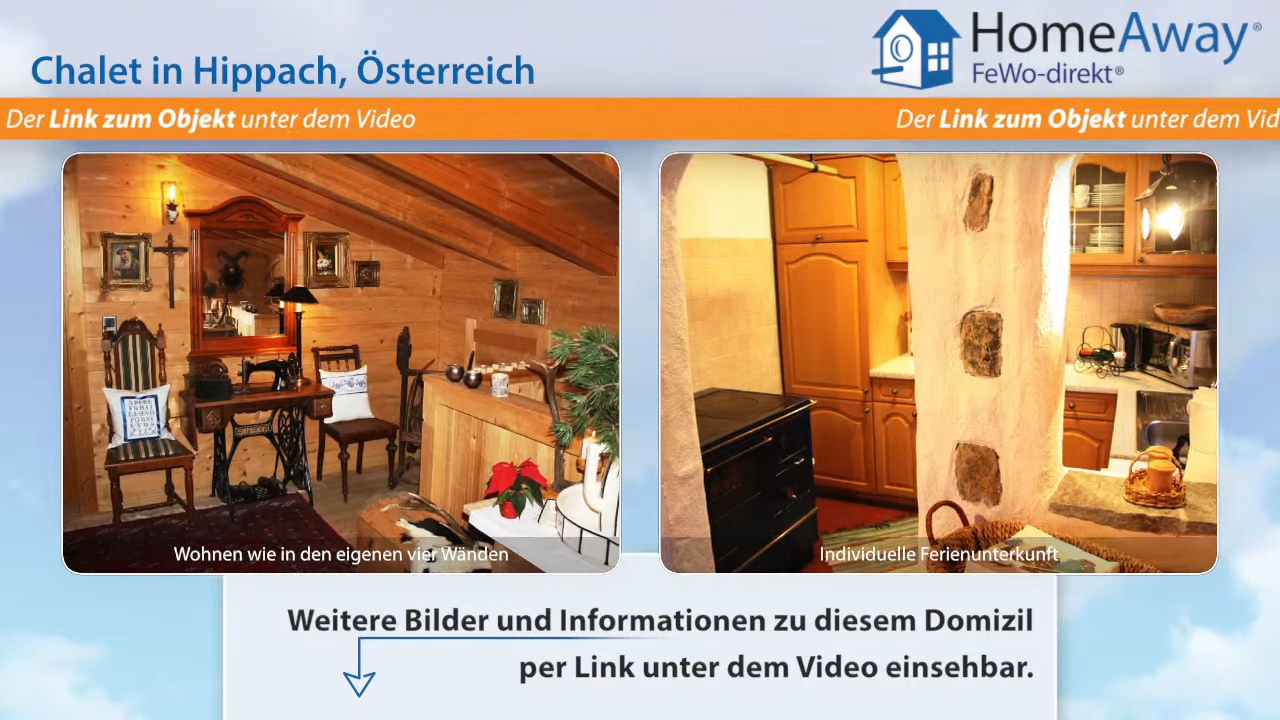 Chalet in Hippach, Österreich
HomeAway®
FeWo-direkt®
Der Link zum Objekt unter dem Video
Der Link zum Objekt unter dem Vid
Wohnen wie in den eigenen vier Wänden
Individuelle Ferienunterkunft
Weitere Bilder und Informationen zu diesem Domizil
per Link unter dem Video einsehbar.